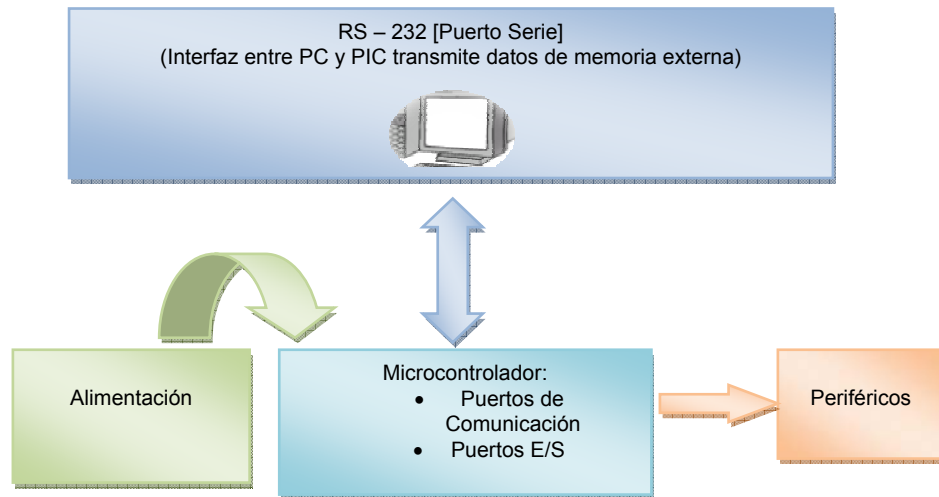 RS – 232 [Puerto Serie]
(Interfaz entre PC y PIC transmite datos de memoria externa)
Alimentación
Microcontrolador:
• Puertos de
Comunicación
• Puertos E/S
Periféricos